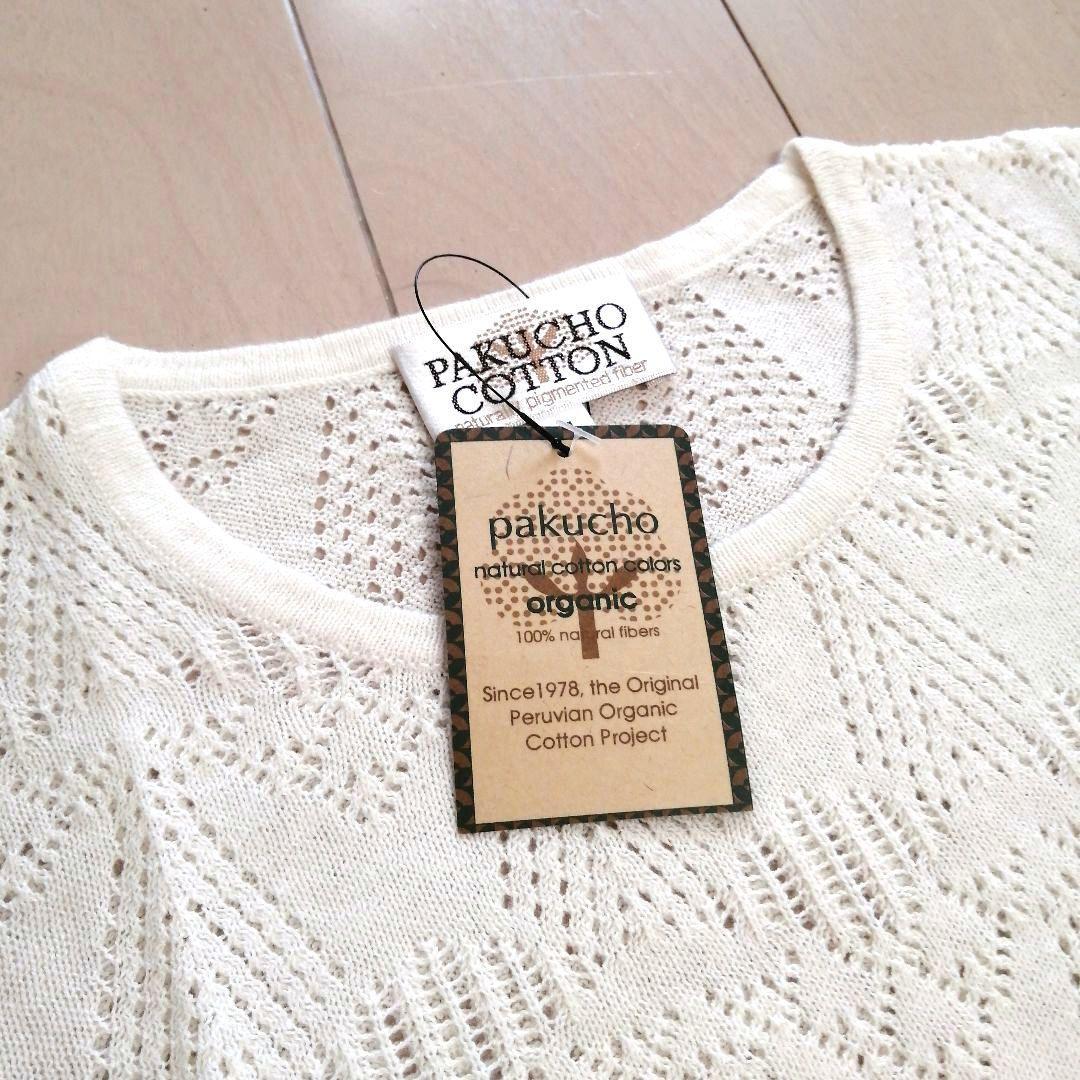 PAKUCHO
COTTON
naturally pigmented fiber
pakucho
natural cotton colors
organic
100% natural fibers
Since1978, the Original
Peruvian Organic
Cotton Project